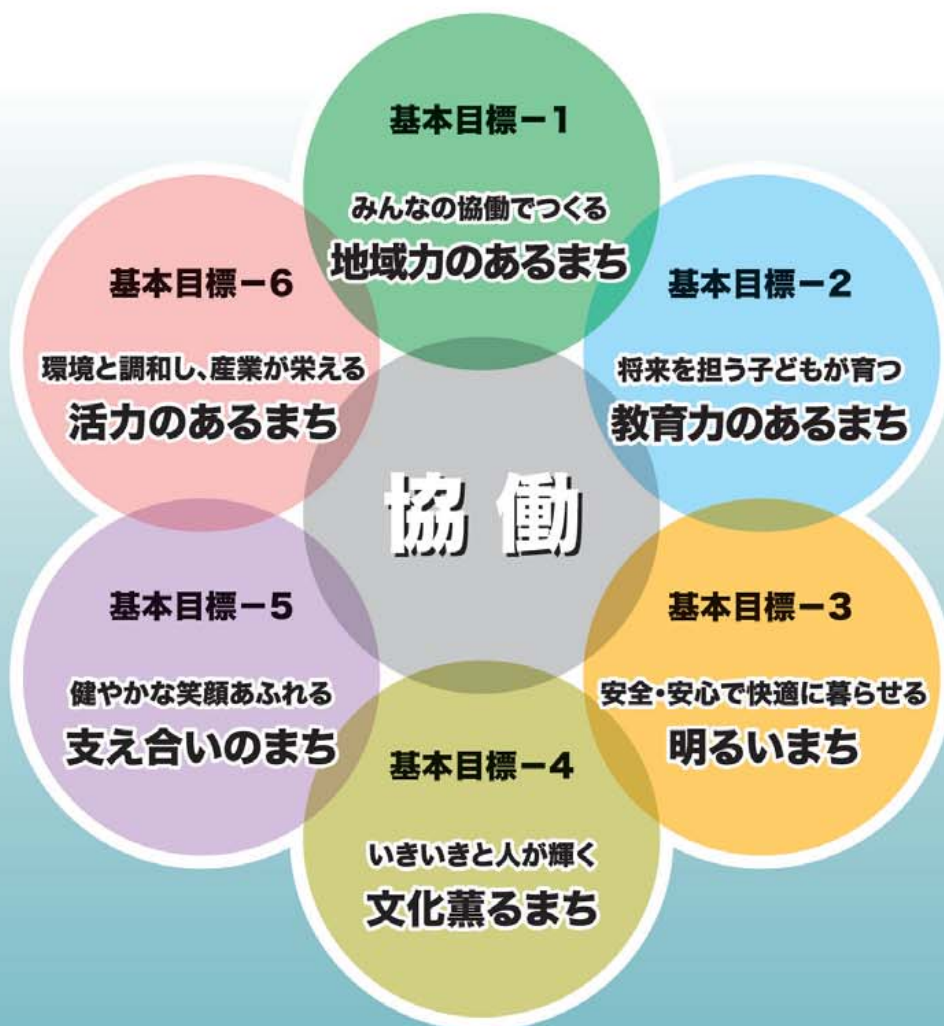 基本目標－1
みんなの協働でつくる
地域力のあるまち
基本目標－2
将来を担う子どもが育つ
教育力のあるまち
基本目標－3
安全・安心で快適に暮らせる
明るいまち
基本目標－4
いきいきと人が輝く
文化薫るまち
基本目標－5
健やかな笑顔あふれる
支え合いのまち
基本目標－6
環境と調和し、産業が栄える
活力のあるまち
協 働